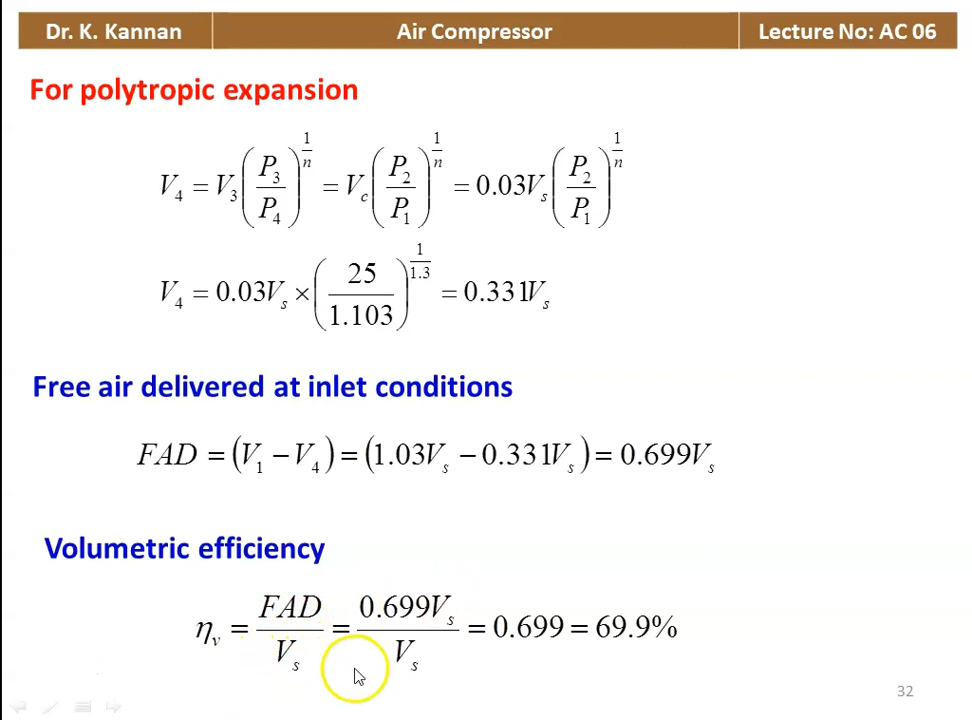 Dr. K. Kannan Air Compressor Lecture No: AC 06
For polytropic expansion
V₄ = V₃ (P₃/P₄)^(1/n) = V_c (P₂/P₁)^(1/n) = 0.03V_s (P₂/P₁)^(1/n)
V₄ = 0.03V_s × (25/1.103)^(1/1.3) = 0.331V_s
Free air delivered at inlet conditions
FAD = (V₁ − V₄) = (1.03V_s − 0.331V_s) = 0.699V_s
Volumetric efficiency
η_v = FAD/V_s = 0.699V_s/V_s = 0.699 = 69.9%
32